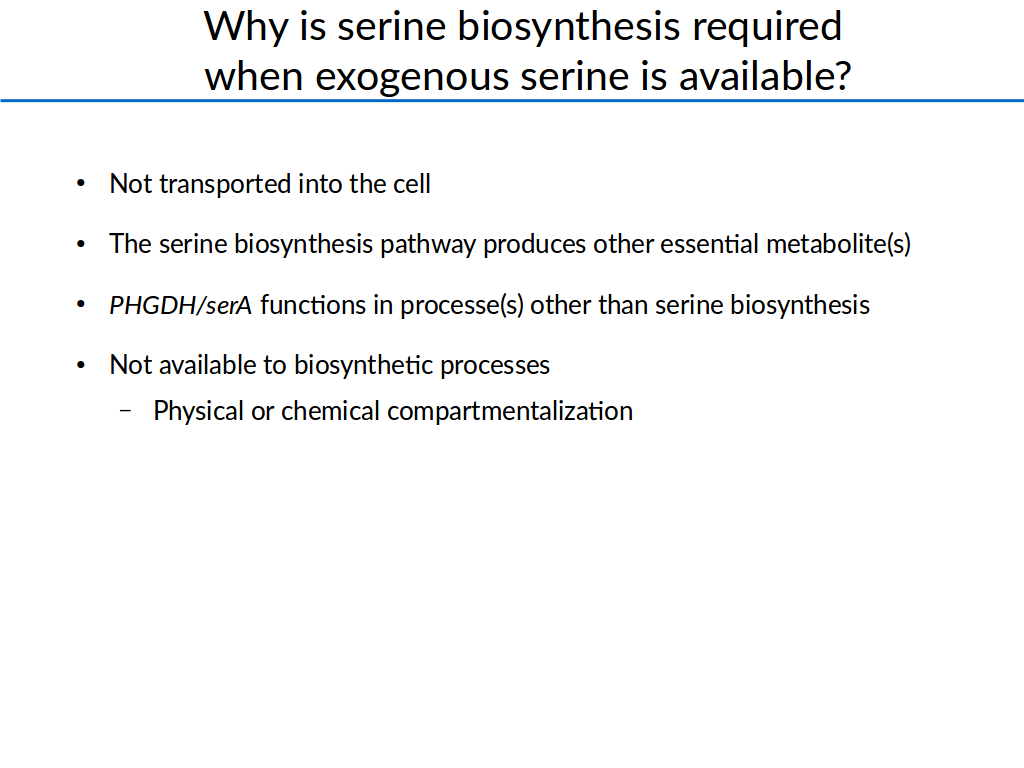 Why is serine biosynthesis required
when exogenous serine is available?
• Not transported into the cell
• The serine biosynthesis pathway produces other essential metabolite(s)
• PHGDH/serA functions in processe(s) other than serine biosynthesis
• Not available to biosynthetic processes
– Physical or chemical compartmentalization